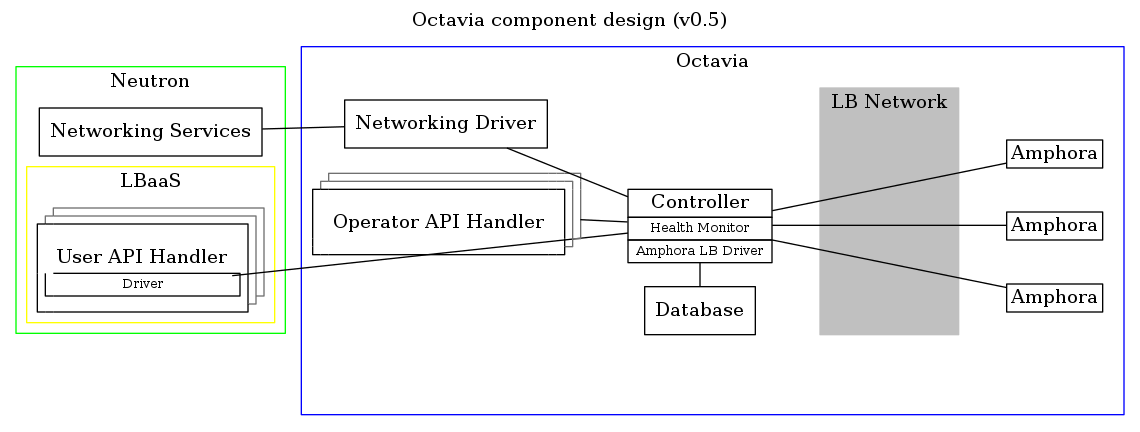 Octavia component design (v0.5)
Neutron
Networking Services
LBaaS
User API Handler
Driver
Octavia
Networking Driver
Operator API Handler
Controller
Health Monitor
Amphora LB Driver
Database
LB Network
Amphora
Amphora
Amphora